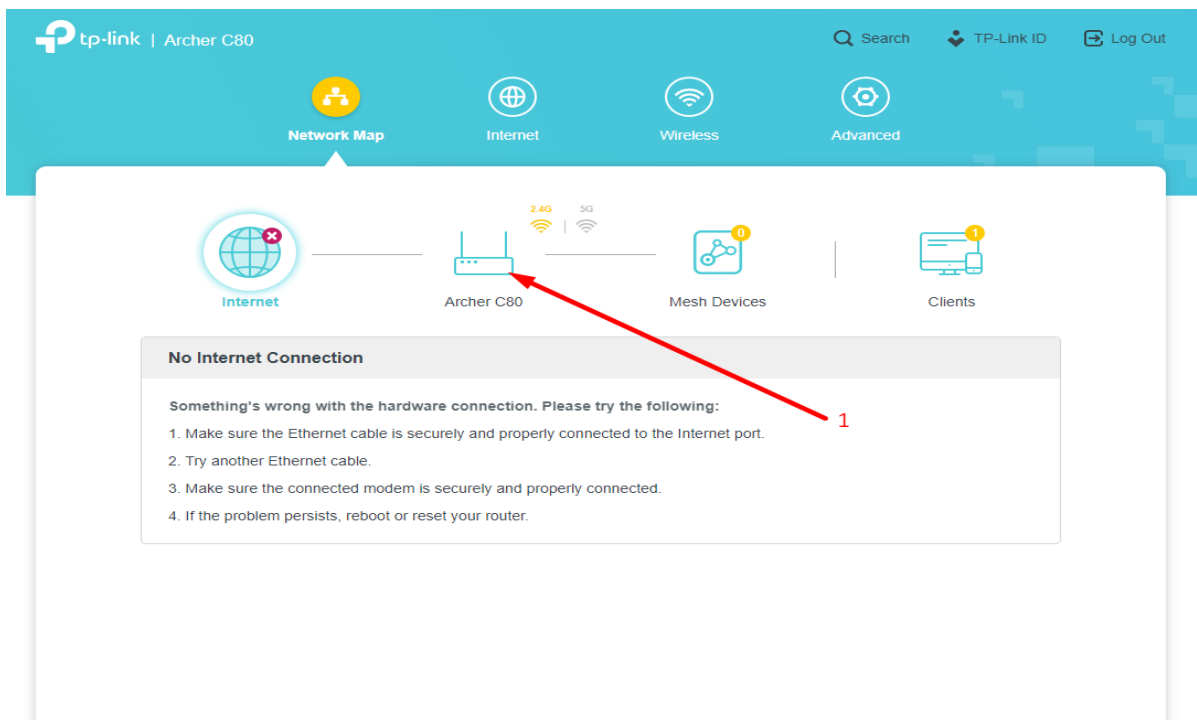 tp-link | Archer C80
Search TP-Link ID Log Out
Network Map Internet Wireless Advanced
2.4G | 5G
0
1
Internet Archer C80 Mesh Devices Clients
No Internet Connection
Something's wrong with the hardware connection. Please try the following:
1. Make sure the Ethernet cable is securely and properly connected to the Internet port.
1
2. Try another Ethernet cable.
3. Make sure the connected modem is securely and properly connected.
4. If the problem persists, reboot or reset your router.